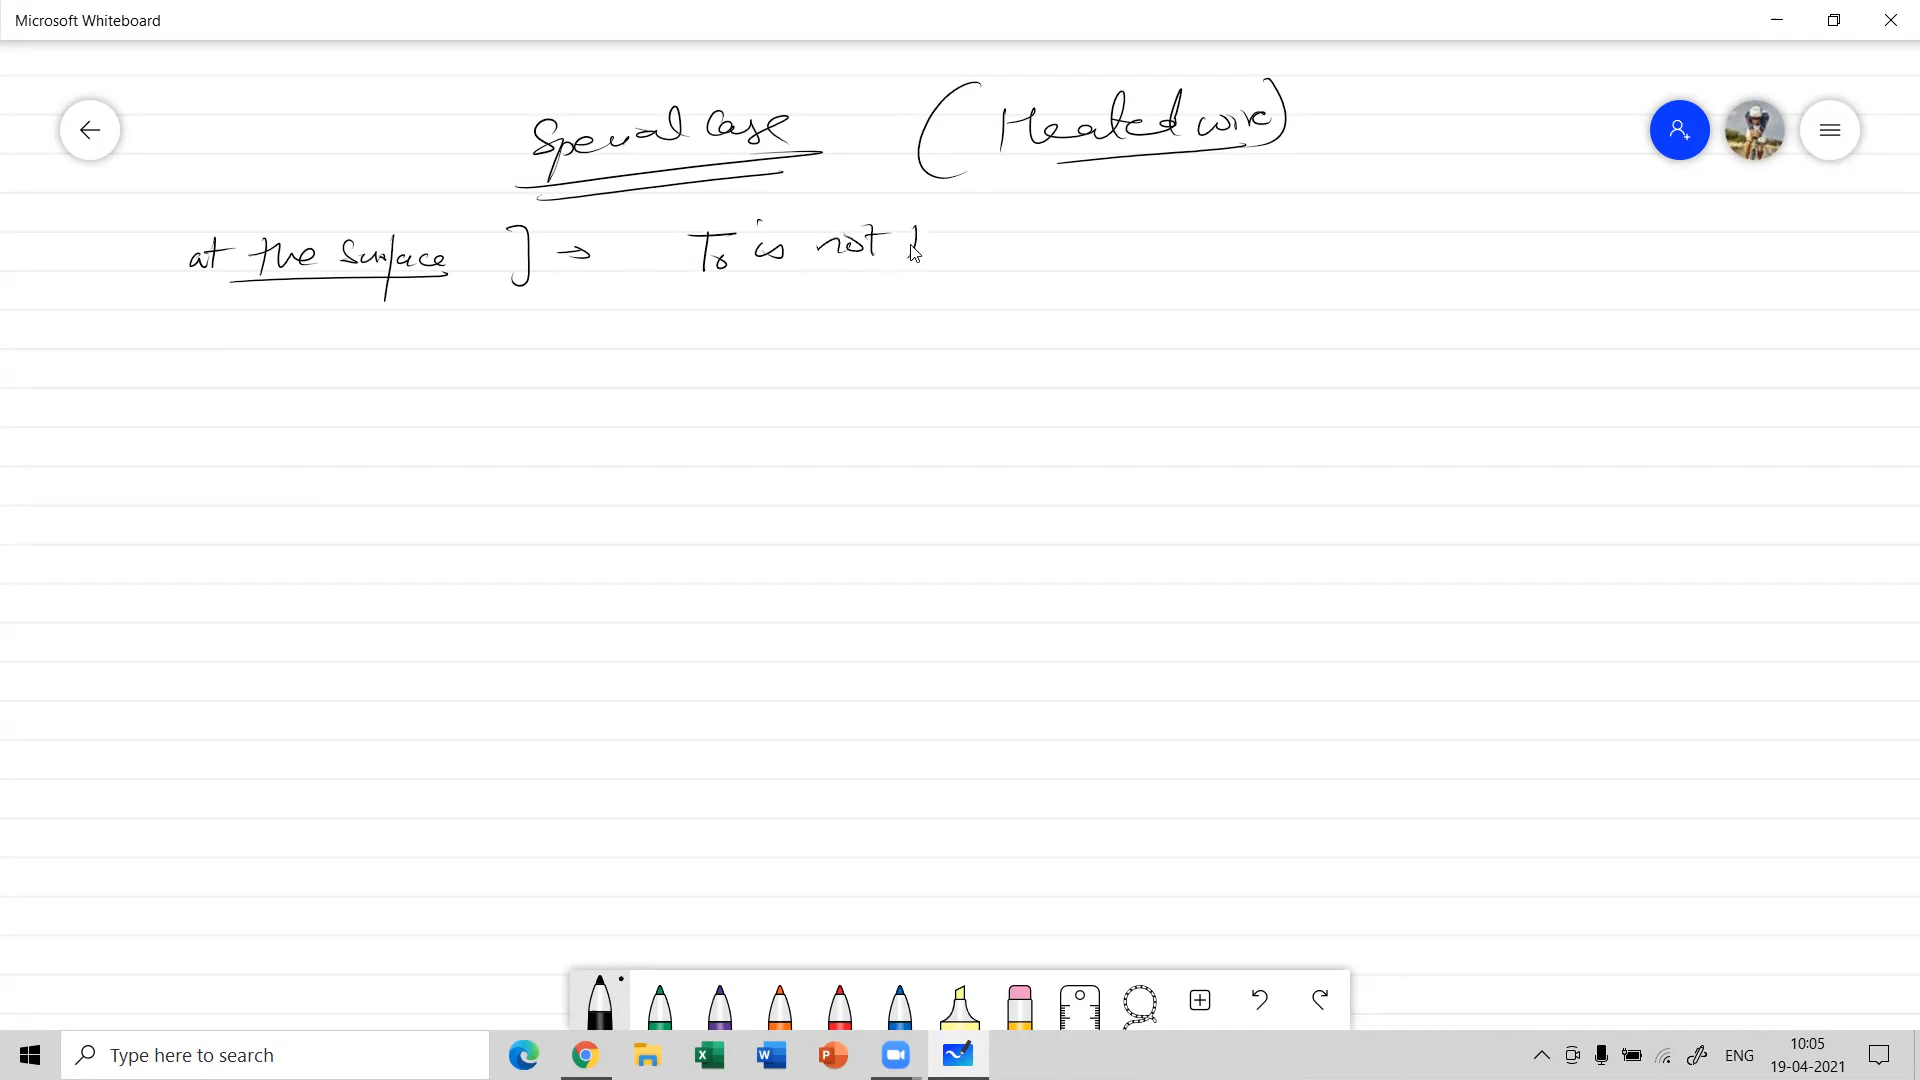 Microsoft Whiteboard
Special Case (Heated wire)
at the Surface ] → Tr is not
Type here to search
ENG
10:05
19-04-2021